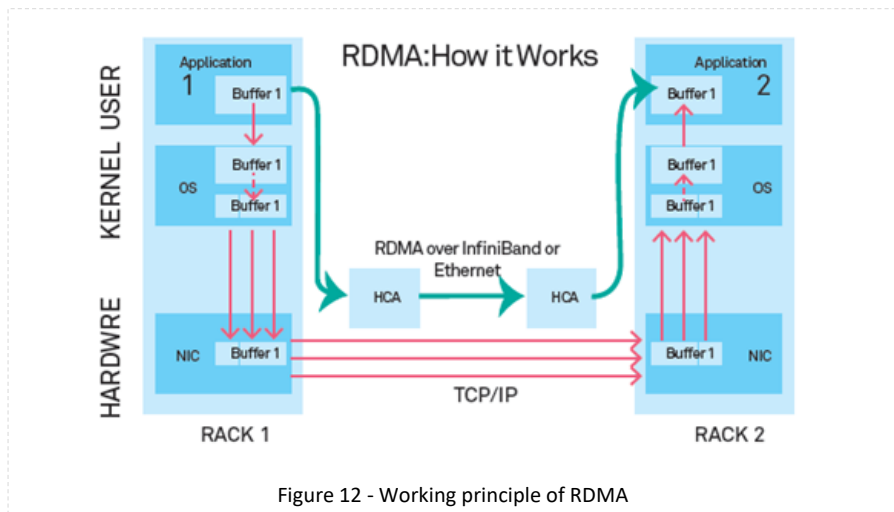 RDMA:How it Works
USER
KERNEL
HARDWRE
Application
1
Buffer 1
OS
Buffer 1
Buffer 1
NIC
Buffer 1
RACK 1
RDMA over InfiniBand or
Ethernet
HCA
HCA
TCP/IP
Application
2
Buffer 1
Buffer 1
OS
Buffer 1
Buffer 1
NIC
RACK 2
Figure 12 - Working principle of RDMA